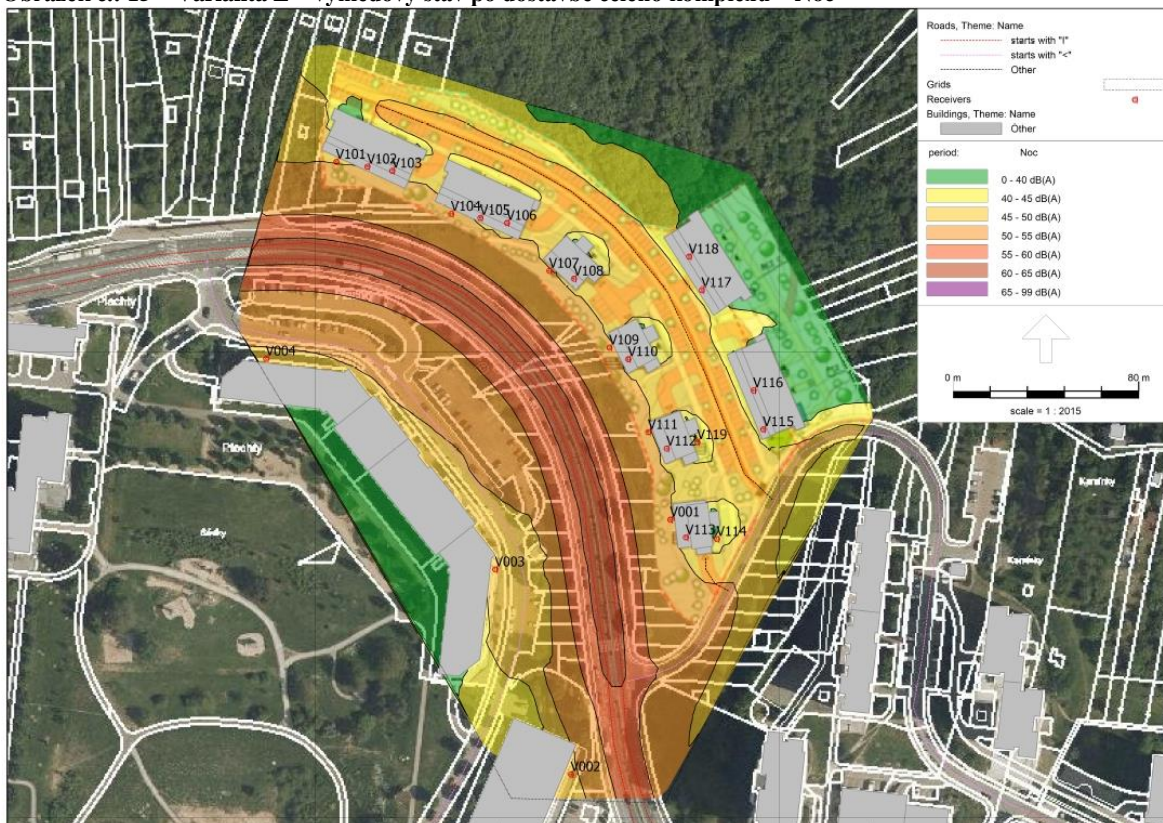 Roads, Theme: Name
starts with "I"
starts with "<"
Other
Grids
Receivers
Buildings, Theme: Name
Other
period: Noc
0 - 40 dB(A)
40 - 45 dB(A)
45 - 50 dB(A)
50 - 55 dB(A)
55 - 60 dB(A)
60 - 65 dB(A)
65 - 99 dB(A)
0 m 80 m
scale = 1 : 2015
V101
V102
V103
V104
V105
V106
V107
V108
V118
V117
V109
V110
V116
V115
V111
V112
V119
V001
V113
V114
V004
V003
V002
Plachty
Plachty
Kamínky
Kamínky